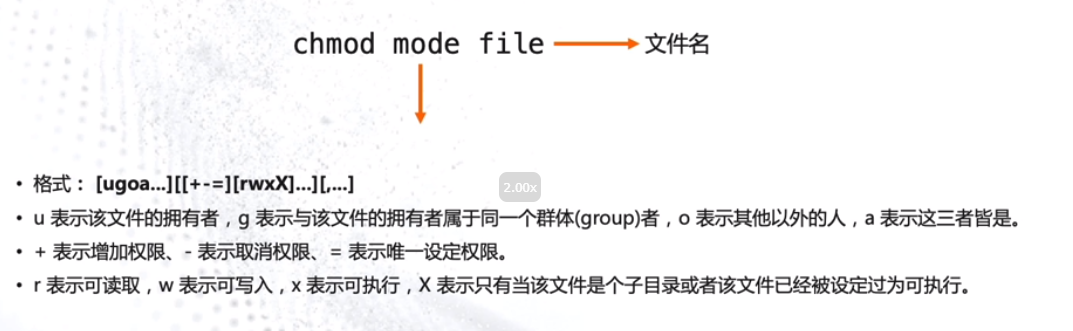 chmod mode file 文件名
• 格式： [ugoa...][[+-=][rwxX]...][,...]
2.00x
• u 表示该文件的拥有者，g 表示与该文件的拥有者属于同一个群体(group)者，o 表示其他以外的人，a 表示这三者皆是。
• + 表示增加权限、- 表示取消权限、= 表示唯一设定权限。
• r 表示可读取，w 表示可写入，x 表示可执行，X 表示只有当该文件是个子目录或者该文件已经被设定过为可执行。